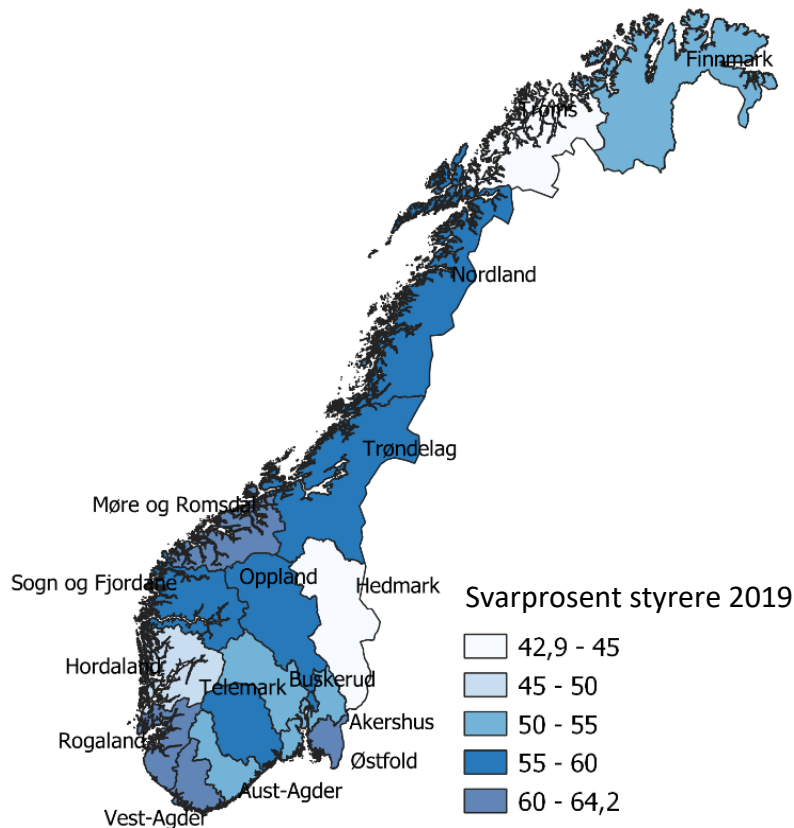 Finnmark
Troms
Nordland
Trøndelag
Møre og Romsdal
Sogn og Fjordane
Oppland
Hedmark
Hordaland
Telemark
Buskerud
Akershus
Rogaland
Østfold
Aust-Agder
Vest-Agder
Svarprosent styrere 2019
42,9 - 45
45 - 50
50 - 55
55 - 60
60 - 64,2